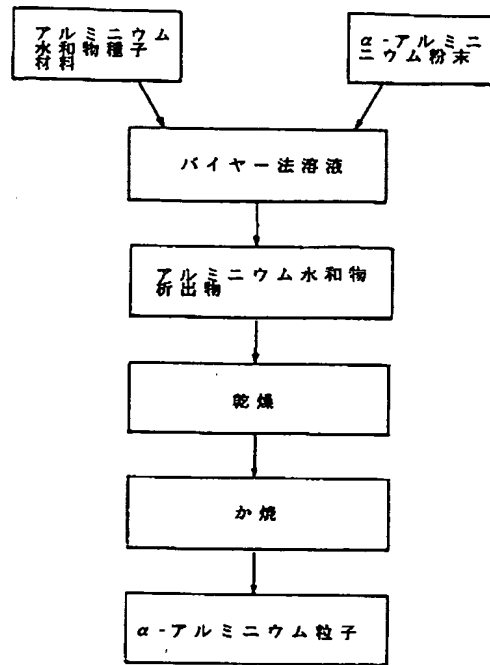 アルミニウム
水和物種子
材料
α-アルミニ
ニウム粉末
バイヤー法溶液
アルミニウム水和物
析出物
乾燥
か焼
α-アルミニウム粒子